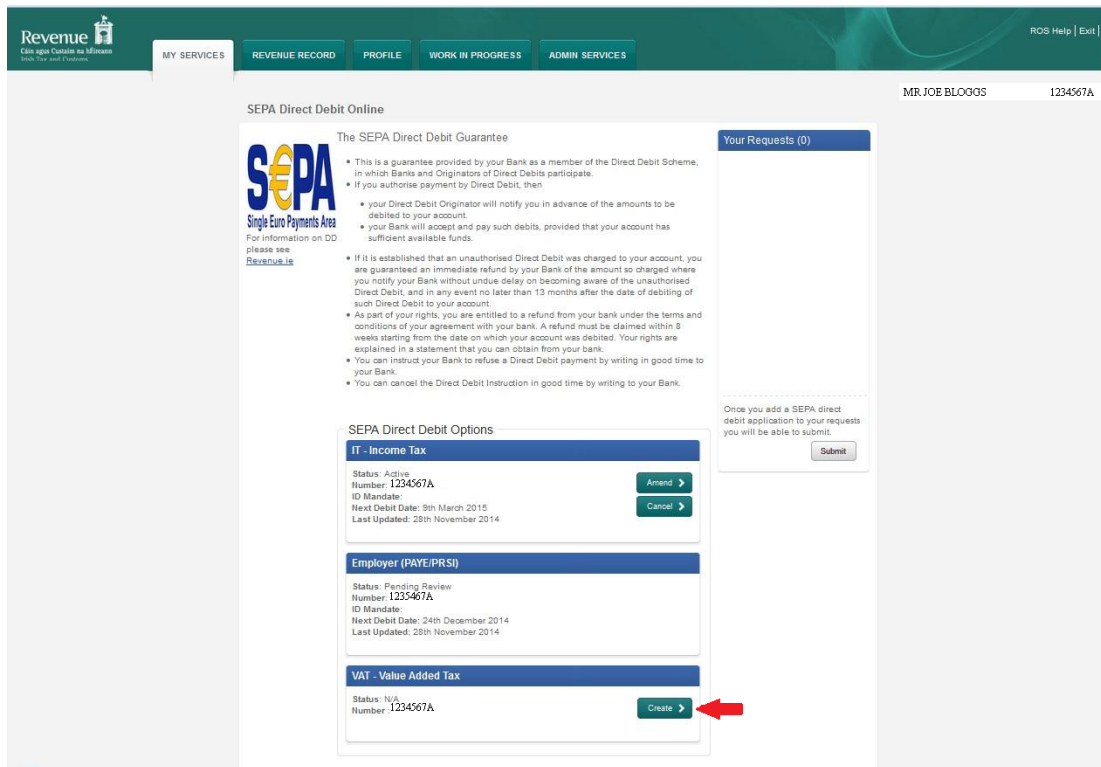 Revenue
Cáin agus Custaim na hÉireann
Irish Tax and Customs
MY SERVICES
REVENUE RECORD
PROFILE
WORK IN PROGRESS
ADMIN SERVICES
ROS Help | Exit |
MR JOE BLOGGS 1234567A
SEPA Direct Debit Online
SEPA
Single Euro Payments Area
For information on DD
please see
Revenue.ie
The SEPA Direct Debit Guarantee
• This is a guarantee provided by your Bank as a member of the Direct Debit Scheme,
in which Banks and Originators of Direct Debits participate.
• If you authorise payment by Direct Debit, then
• your Direct Debit Originator will notify you in advance of the amounts to be
debited to your account.
• your Bank will accept and pay such debits, provided that your account has
sufficient available funds.
• If it is established that an unauthorised Direct Debit was charged to your account, you
are guaranteed an immediate refund by your Bank of the amount so charged where
you notify your Bank without undue delay on becoming aware of the unauthorised
Direct Debit, and in any event no later than 13 months after the date of debiting of
such Direct Debit to your account.
• As part of your rights, you are entitled to a refund from your bank under the terms and
conditions of your agreement with your bank. A refund must be claimed within 8
weeks starting from the date on which your account was debited. Your rights are
explained in a statement that you can obtain from your bank.
• You can instruct your Bank to refuse a Direct Debit payment by writing in good time to
your Bank.
• You can cancel the Direct Debit Instruction in good time by writing to your Bank.
Your Requests (0)
Once you add a SEPA direct
debit application to your requests
you will be able to submit.
Submit
SEPA Direct Debit Options
IT - Income Tax
Status: Active
Number: 1234567A
ID Mandate:
Next Debit Date: 9th March 2015
Last Updated: 28th November 2014
Amend
Cancel
Employer (PAYE/PRSI)
Status: Pending Review
Number: 1235467A
ID Mandate:
Next Debit Date: 24th December 2014
Last Updated: 28th November 2014
VAT - Value Added Tax
Status: N/A
Number :1234567A
Create